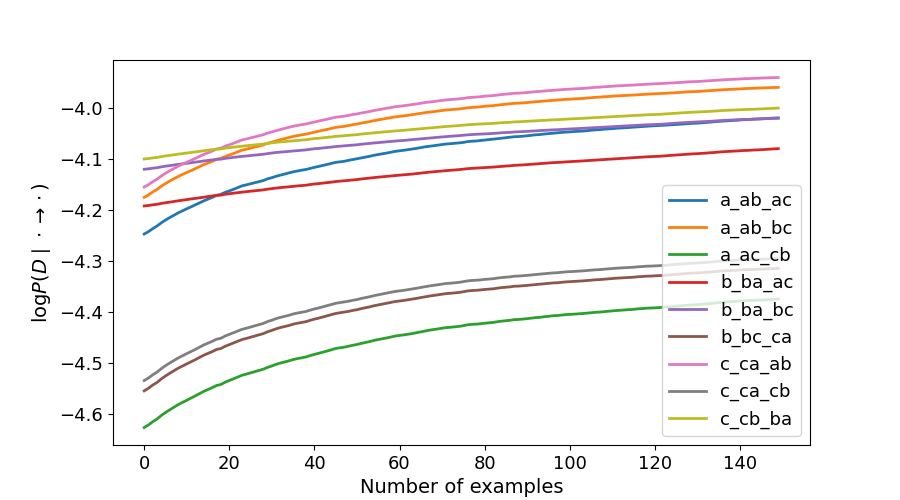 −4.0
−4.1
−4.2
−4.3
−4.4
−4.5
−4.6
logP(D | · → · )
0 20 40 60 80 100 120 140
Number of examples
a_ab_ac
a_ab_bc
a_ac_cb
b_ba_ac
b_ba_bc
b_bc_ca
c_ca_ab
c_ca_cb
c_cb_ba